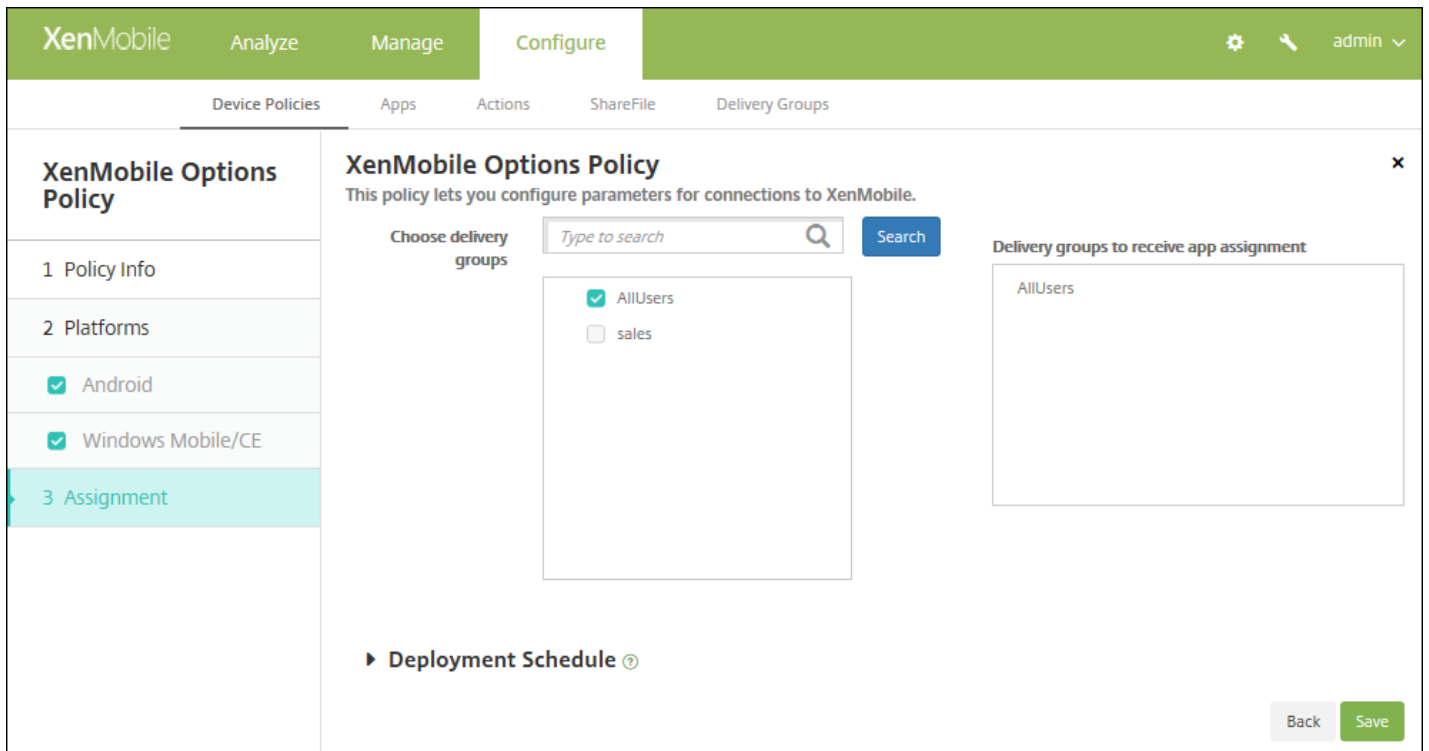 XenMobile Analyze Manage Configure admin
Device Policies Apps Actions ShareFile Delivery Groups
XenMobile Options
Policy
1 Policy Info
2 Platforms
Android
Windows Mobile/CE
3 Assignment
XenMobile Options Policy
This policy lets you configure parameters for connections to XenMobile.
Choose delivery
groups
Type to search
Search
AllUsers
sales
Delivery groups to receive app assignment
AllUsers
Deployment Schedule ?
Back Save